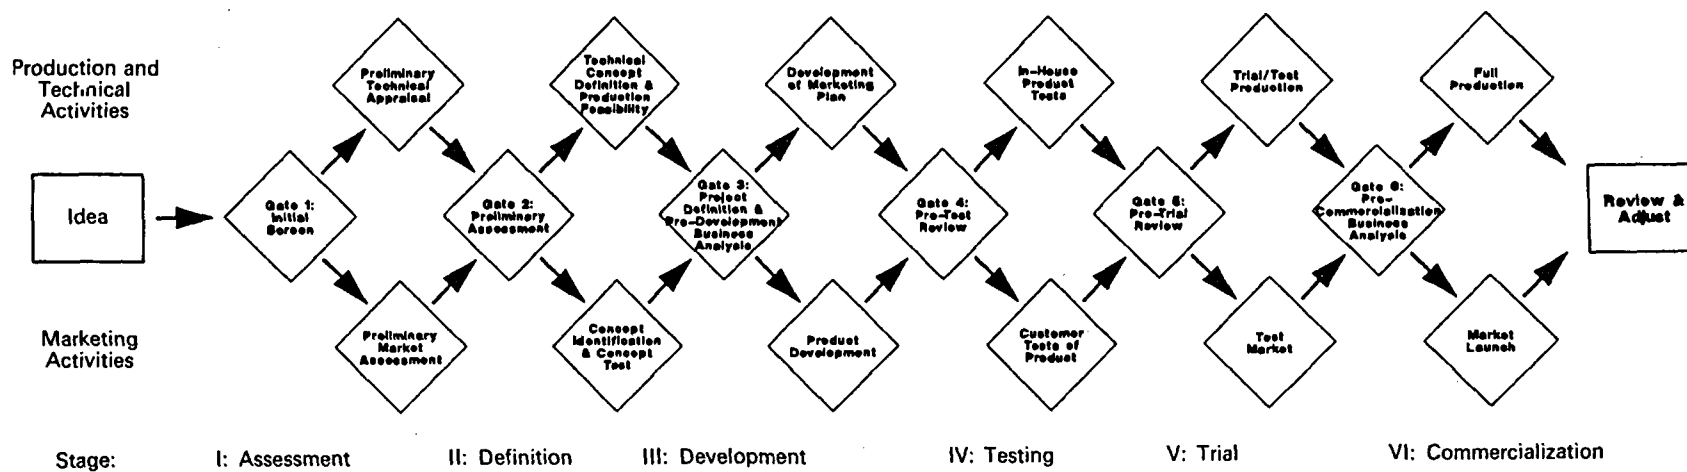 Production and
Technical
Activities
Preliminary
Technical
Appraisal
Technical
Concept
Definition &
Production
Possibility
Development
of Marketing
Plan
In-House
Product
Tests
Trial/Test
Production
Full
Production
Idea
Gate 1:
Initial
Screen
Gate 2:
Preliminary
Assessment
Gate 3:
Project
Definition &
Pre-Development
Business
Analysis
Gate 4:
Pre-Test
Review
Gate 5:
Pre-Trial
Review
Gate 6:
Pre-
Commercialization
Business
Analysis
Review &
Adjust
Marketing
Activities
Preliminary
Market
Assessment
Concept
Identification
& Concept
Test
Product
Development
Customer
Tests of
Product
Test
Market
Market
Launch
Stage: I: Assessment II: Definition III: Development IV: Testing V: Trial VI: Commercialization